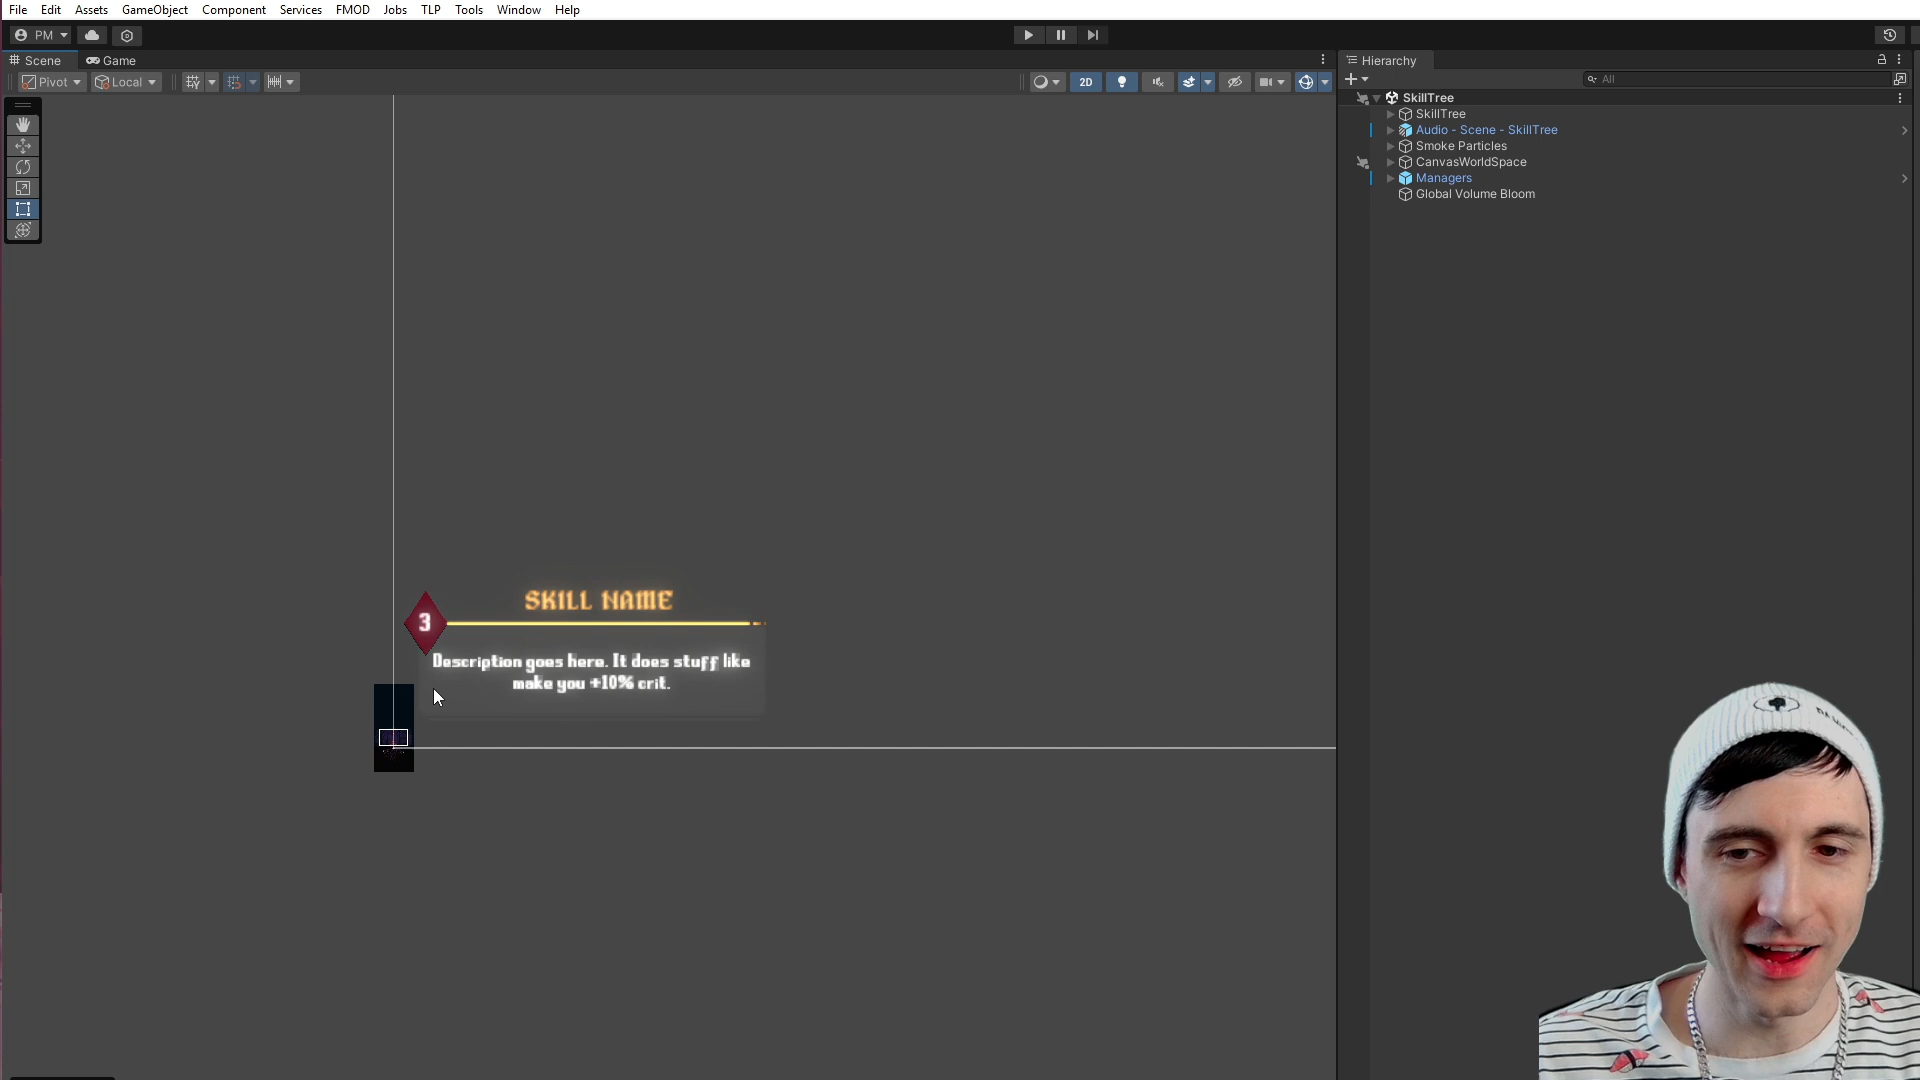 File Edit Assets GameObject Component Services FMOD Jobs TLP Tools Window Help
PM
Scene Game
Pivot Local 2D
SKILL NAME
3
Description goes here. It does stuff like
make you +10% crit.
Hierarchy
All
SkillTree
SkillTree
Audio - Scene - SkillTree
Smoke Particles
CanvasWorldSpace
Managers
Global Volume Bloom